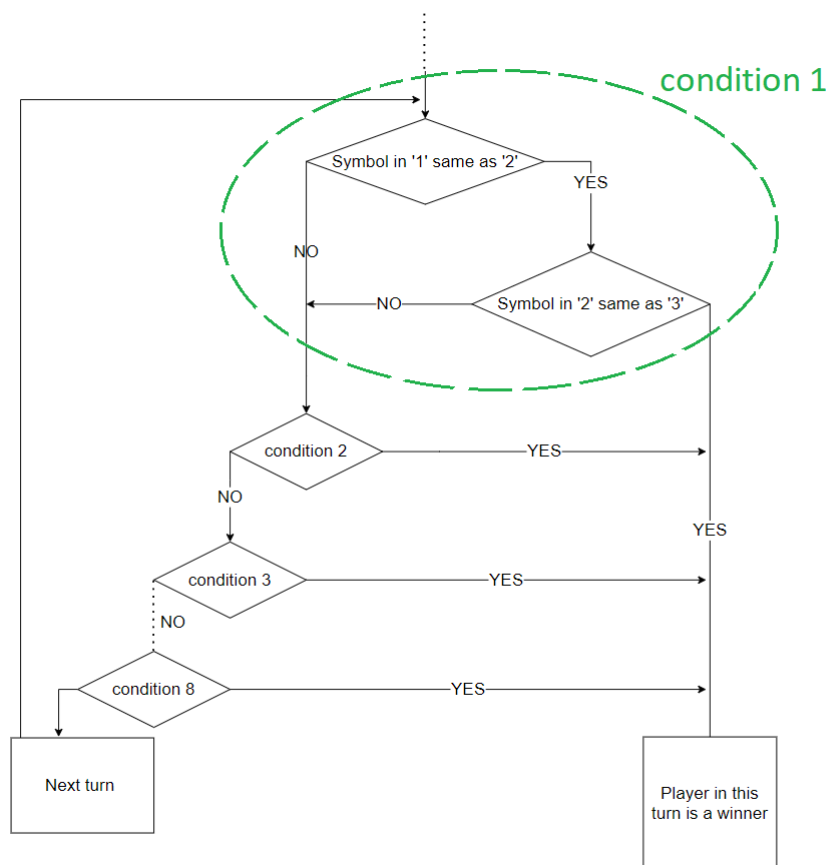 condition 1
Symbol in '1' same as '2'
YES
NO
NO
Symbol in '2' same as '3'
condition 2
YES
NO
YES
condition 3
YES
NO
condition 8
YES
Next turn
Player in this
turn is a winner